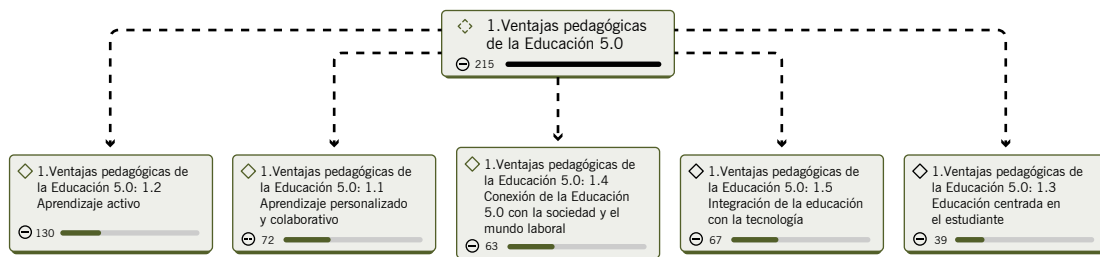 1.Ventajas pedagógicas
de la Educación 5.0
215
1.Ventajas pedagógicas de
la Educación 5.0: 1.2
Aprendizaje activo
130
1.Ventajas pedagógicas de
la Educación 5.0: 1.1
Aprendizaje personalizado
y colaborativo
72
1.Ventajas pedagógicas de
la Educación 5.0: 1.4
Conexión de la Educación
5.0 con la sociedad y el
mundo laboral
63
1.Ventajas pedagógicas de
la Educación 5.0: 1.5
Integración de la educación
con la tecnología
67
1.Ventajas pedagógicas de
la Educación 5.0: 1.3
Educación centrada en
el estudiante
39